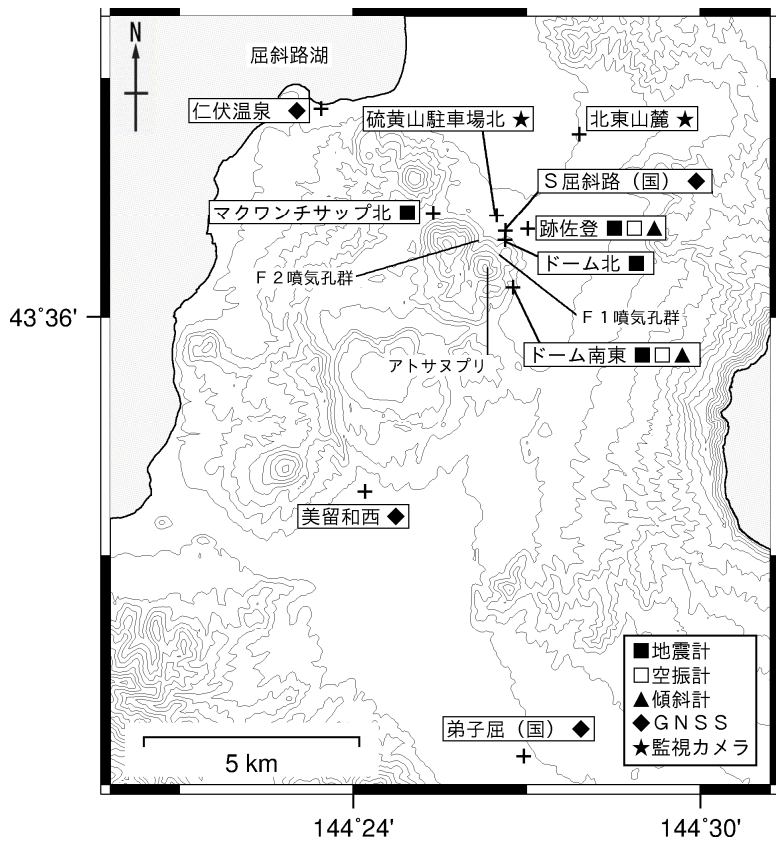 N
屈斜路湖
仁伏温泉 ◆
硫黄山駐車場北 ★
北東山麓 ★
S屈斜路(国) ◆
マクワンチサップ北 ■
跡佐登 ■□▲
ドーム北 ■
F2噴気孔群
F1噴気孔群
43°36'
ドーム南東 ■□▲
アトサヌプリ
美留和西 ◆
■地震計
□空振計
▲傾斜計
◆GNSS
★監視カメラ
弟子屈(国) ◆
5 km
144°24'
144°30'